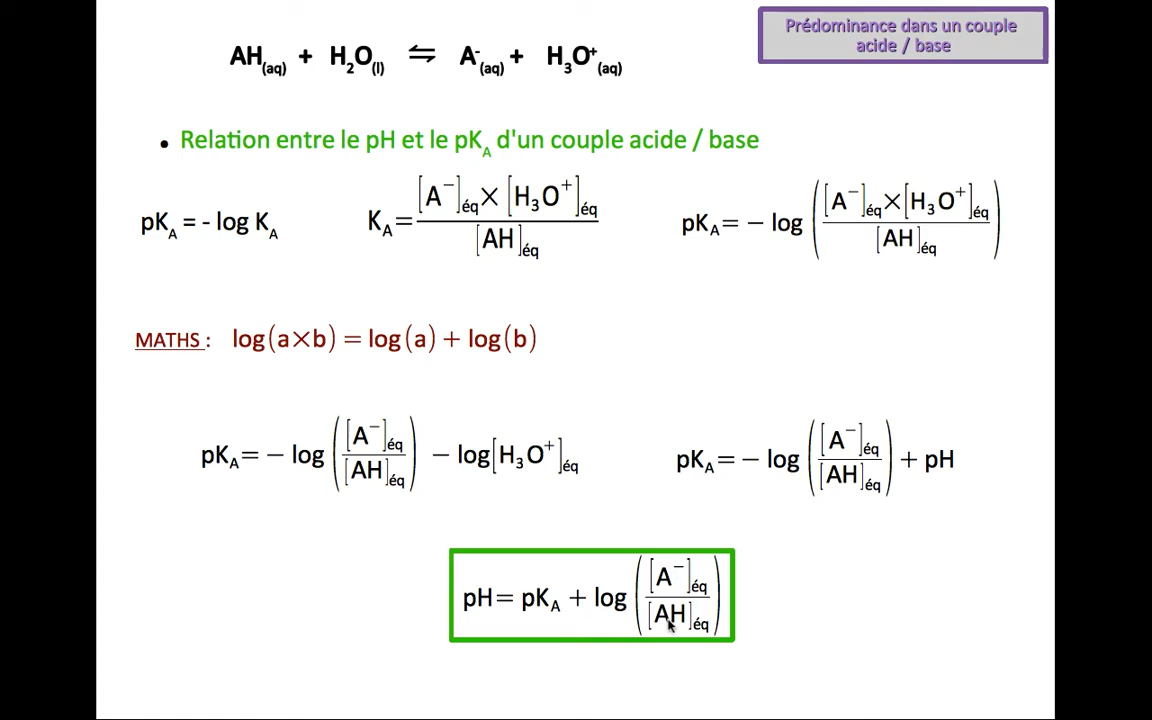 Prédominance dans un couple
acide / base
AH(aq) + H2O(l) ⇋ A-(aq) + H3O+(aq)
• Relation entre le pH et le pKA d'un couple acide / base
pKA = - log KA
KA= [A−]éq×[H3O+]éq / [AH]éq
pKA= − log ([A−]éq×[H3O+]éq / [AH]éq)
MATHS : log(a×b) = log(a) + log(b)
pKA= − log ([A−]éq / [AH]éq) − log[H3O+]éq
pKA= − log ([A−]éq / [AH]éq) + pH
pH= pKA + log ([A−]éq / [AH]éq)